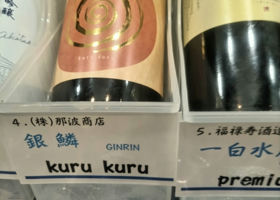 4. (株)那波商店
銀鱗 GINRIN
kuru kuru
5. 福禄寿酒造
一白水
premi